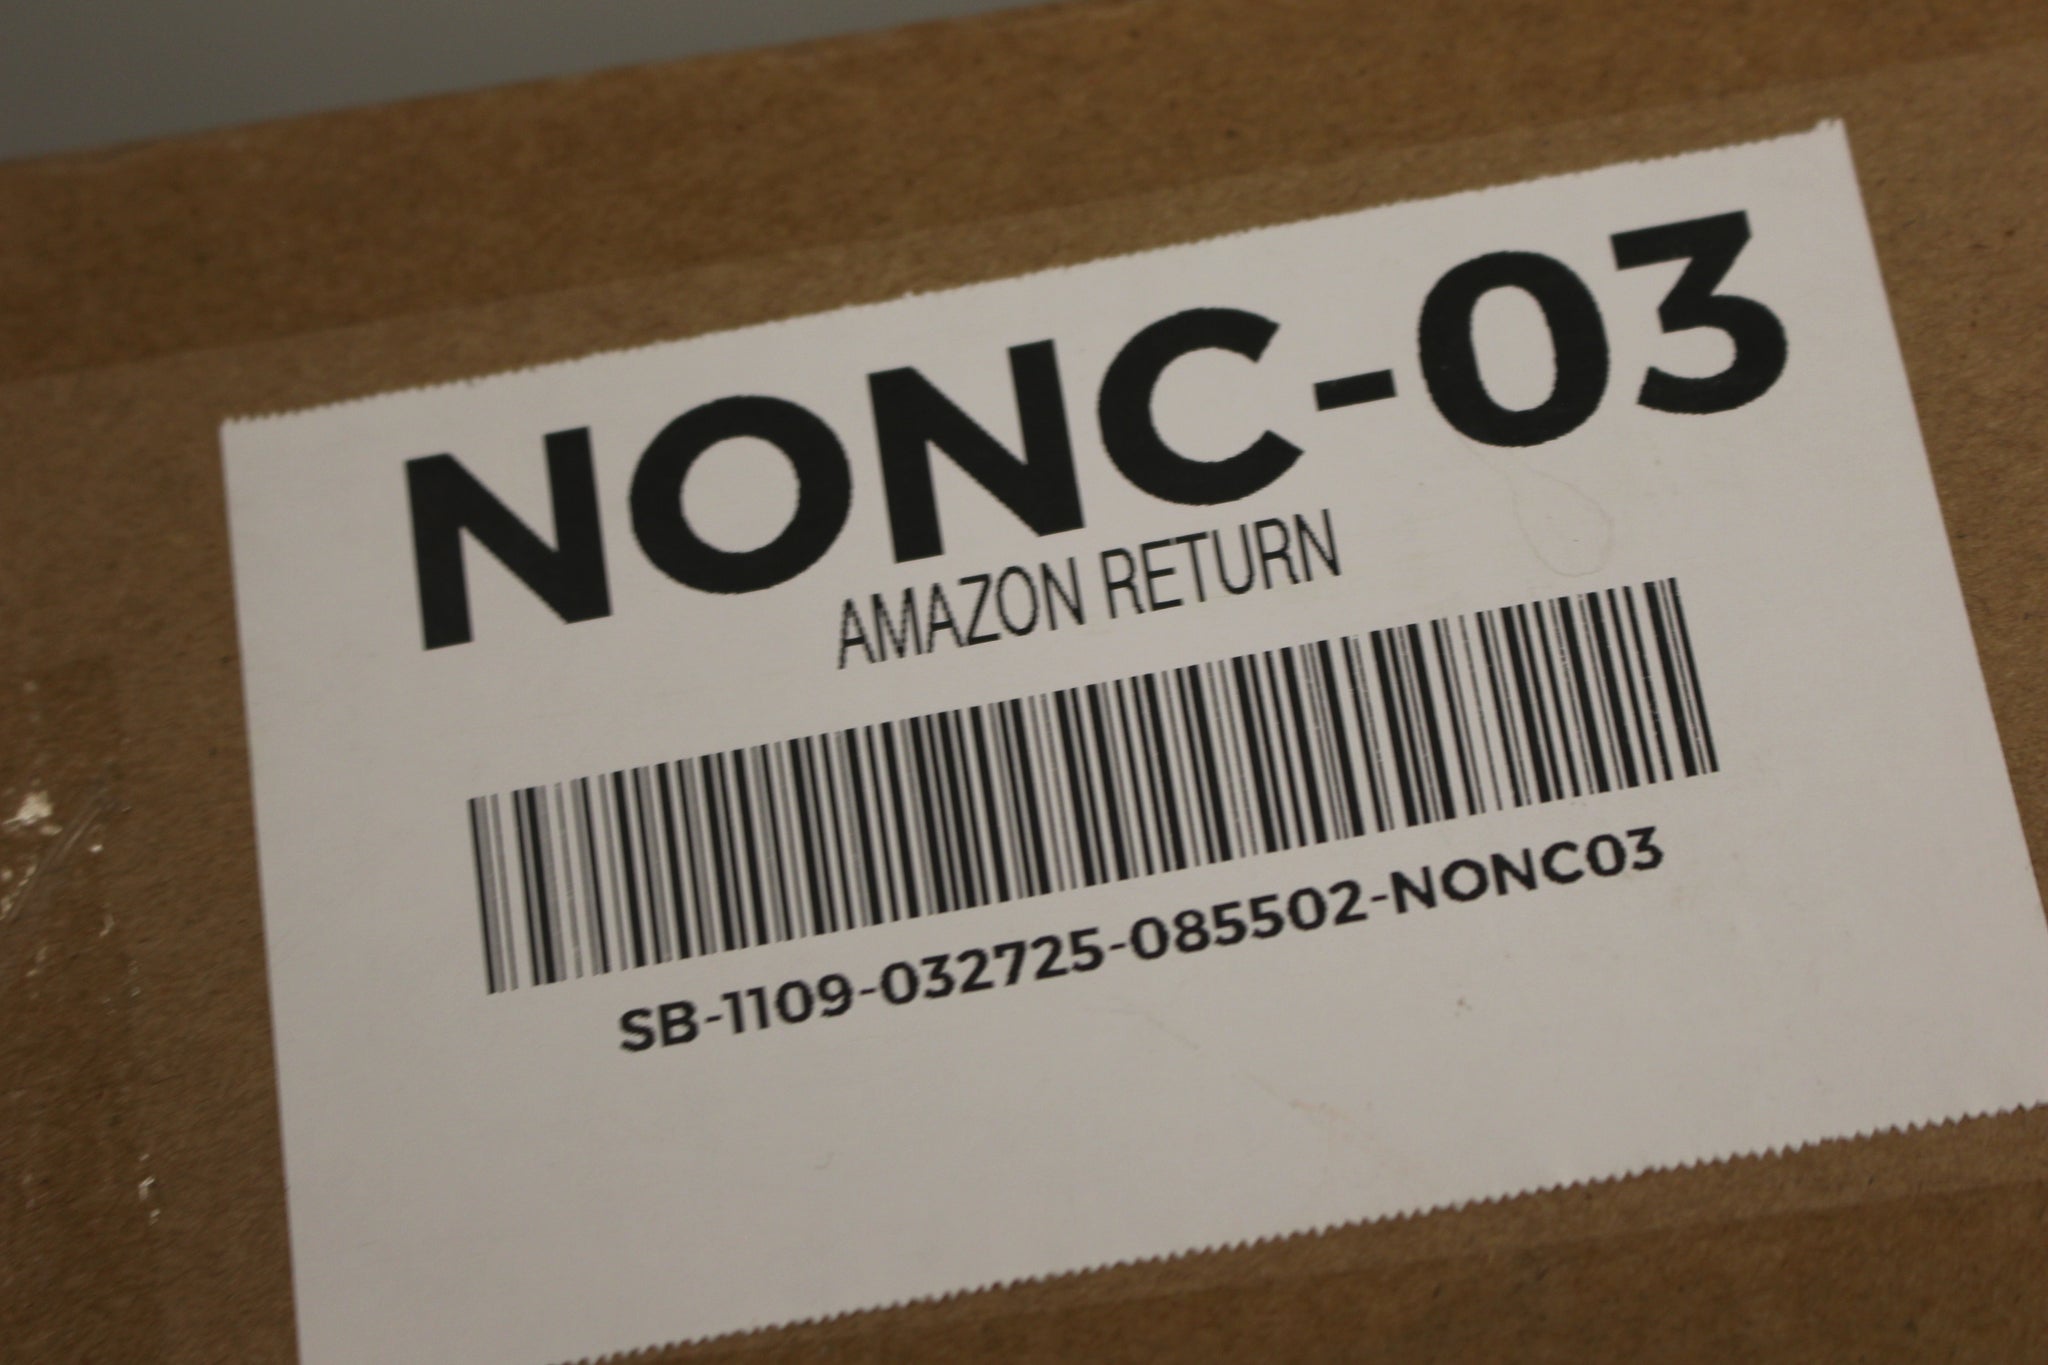 NONC-03
AMAZON RETURN
SB-1109-032725-085502-NONC03